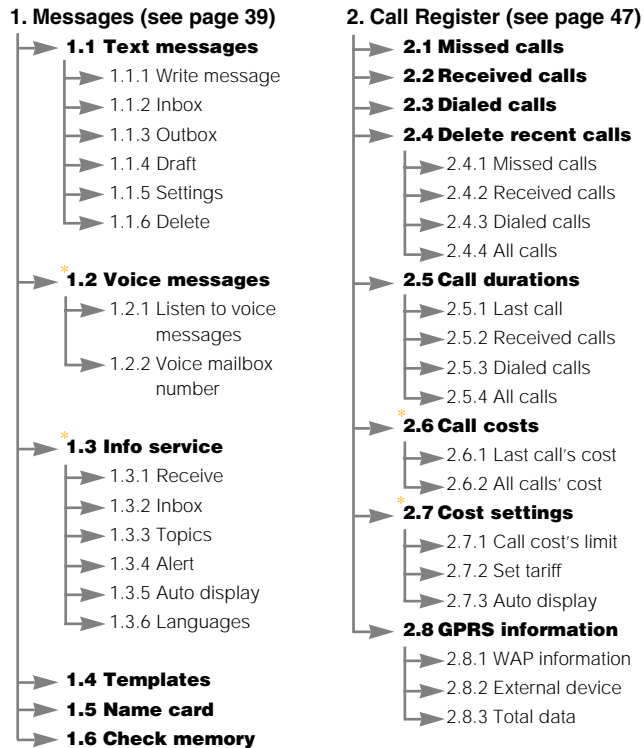 1. Messages (see page 39)
1.1 Text messages
1.1.1 Write message
1.1.2 Inbox
1.1.3 Outbox
1.1.4 Draft
1.1.5 Settings
1.1.6 Delete
*1.2 Voice messages
1.2.1 Listen to voice
messages
1.2.2 Voice mailbox
number
*1.3 Info service
1.3.1 Receive
1.3.2 Inbox
1.3.3 Topics
1.3.4 Alert
1.3.5 Auto display
1.3.6 Languages
1.4 Templates
1.5 Name card
1.6 Check memory
2. Call Register (see page 47)
2.1 Missed calls
2.2 Received calls
2.3 Dialed calls
2.4 Delete recent calls
2.4.1 Missed calls
2.4.2 Received calls
2.4.3 Dialed calls
2.4.4 All calls
2.5 Call durations
2.5.1 Last call
2.5.2 Received calls
2.5.3 Dialed calls
2.5.4 All calls
*2.6 Call costs
2.6.1 Last call's cost
2.6.2 All calls' cost
*2.7 Cost settings
2.7.1 Call cost's limit
2.7.2 Set tariff
2.7.3 Auto display
2.8 GPRS information
2.8.1 WAP information
2.8.2 External device
2.8.3 Total data